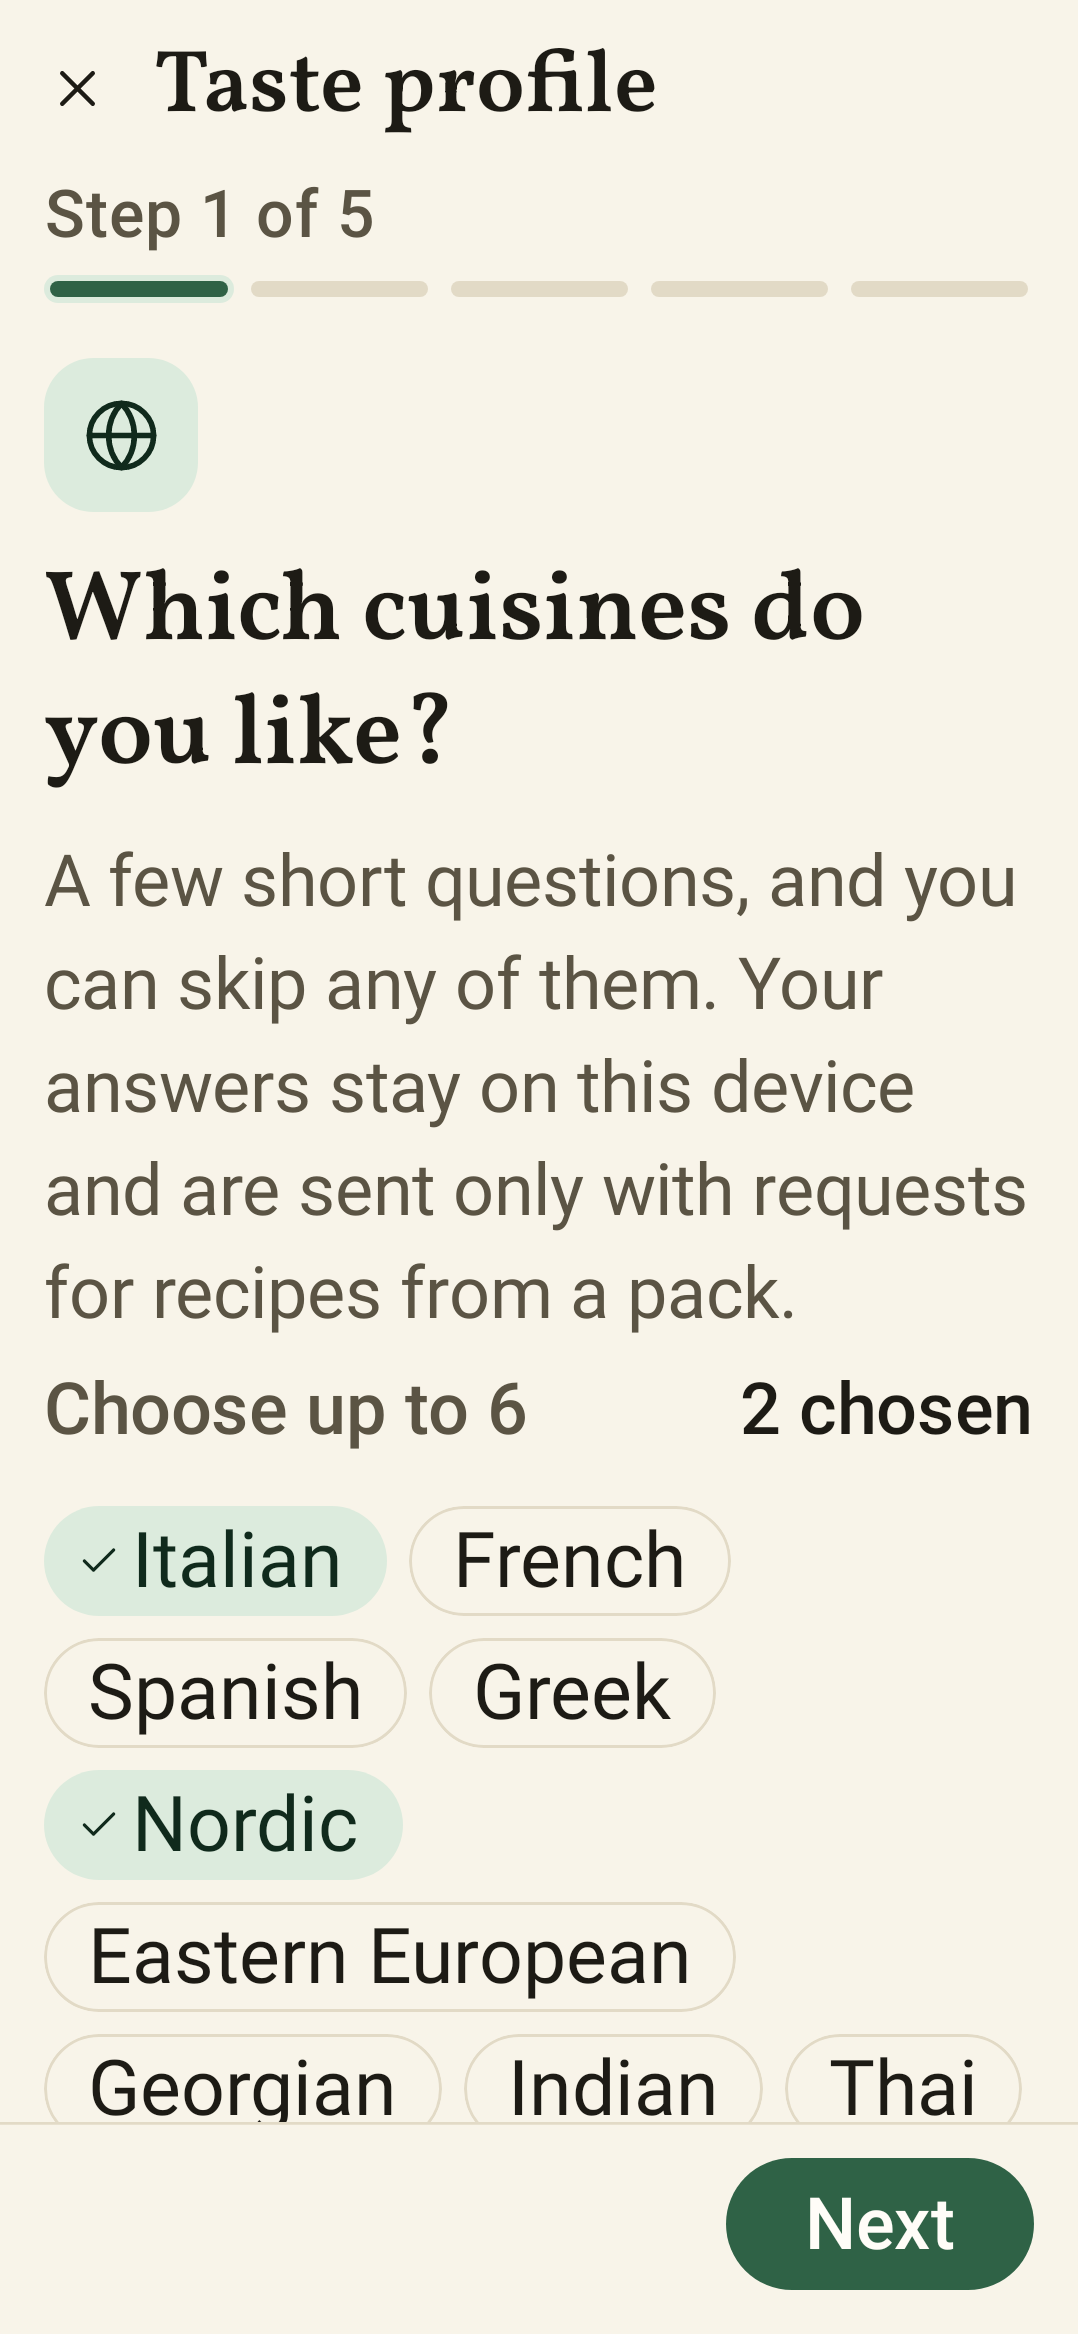 Taste profile
Step 1 of 5
Which cuisines do
you like?
A few short questions, and you
can skip any of them. Your
answers stay on this device
and are sent only with requests
for recipes from a pack.
Choose up to 6 2 chosen
Italian French
Spanish Greek
Nordic
Eastern European
Georgian Indian Thai
Next